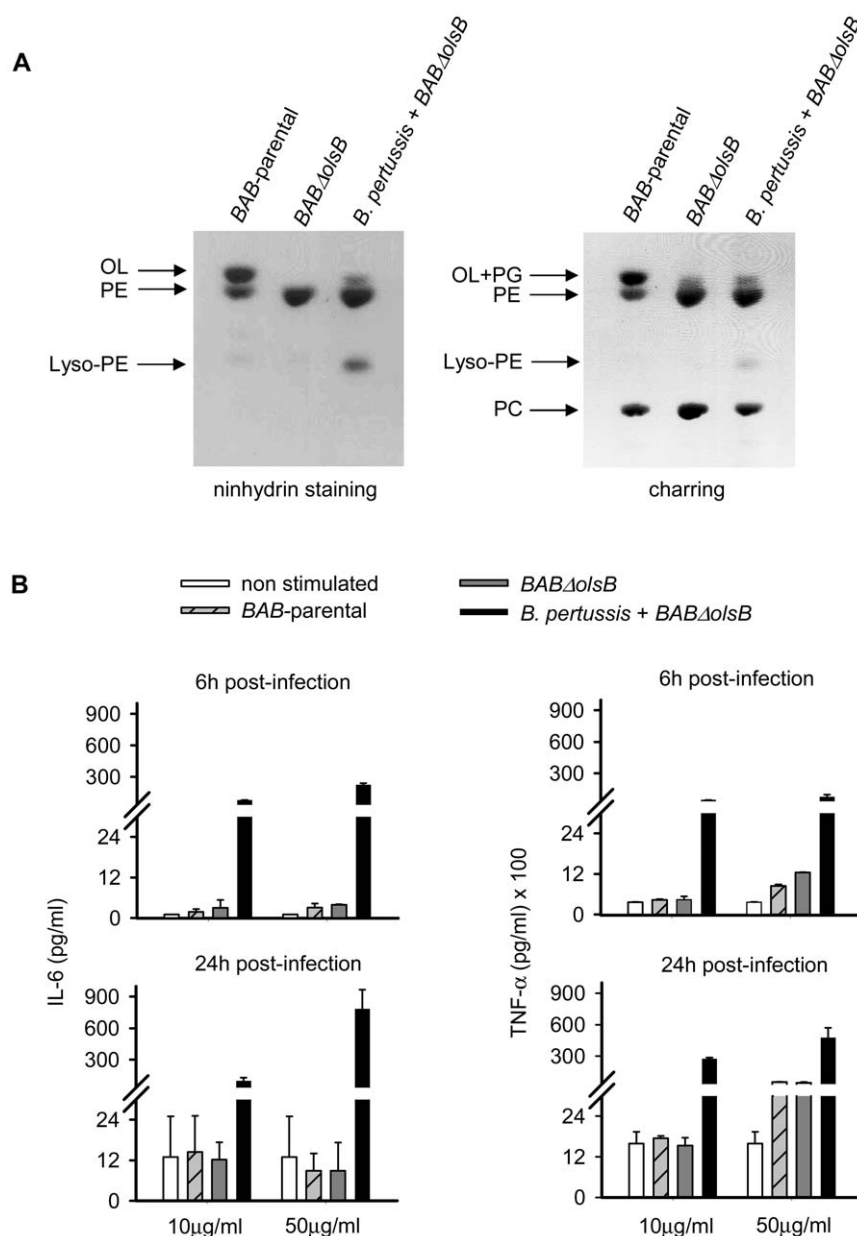 A
BAB-parental
BABΔolsB
B. pertussis + BABΔolsB
OL
PE
Lyso-PE
ninhydrin staining
BAB-parental
BABΔolsB
B. pertussis + BABΔolsB
OL+PG
PE
Lyso-PE
PC
charring
B
non stimulated
BAB-parental
BABΔolsB
B. pertussis + BABΔolsB
6h post-infection
900
600
300
24
12
0
24h post-infection
900
600
300
24
12
0
IL-6 (pg/ml)
10µg/ml 50µg/ml
6h post-infection
900
600
300
24
12
0
24h post-infection
900
600
300
24
12
0
TNF-α (pg/ml) x 100
10µg/ml 50µg/ml